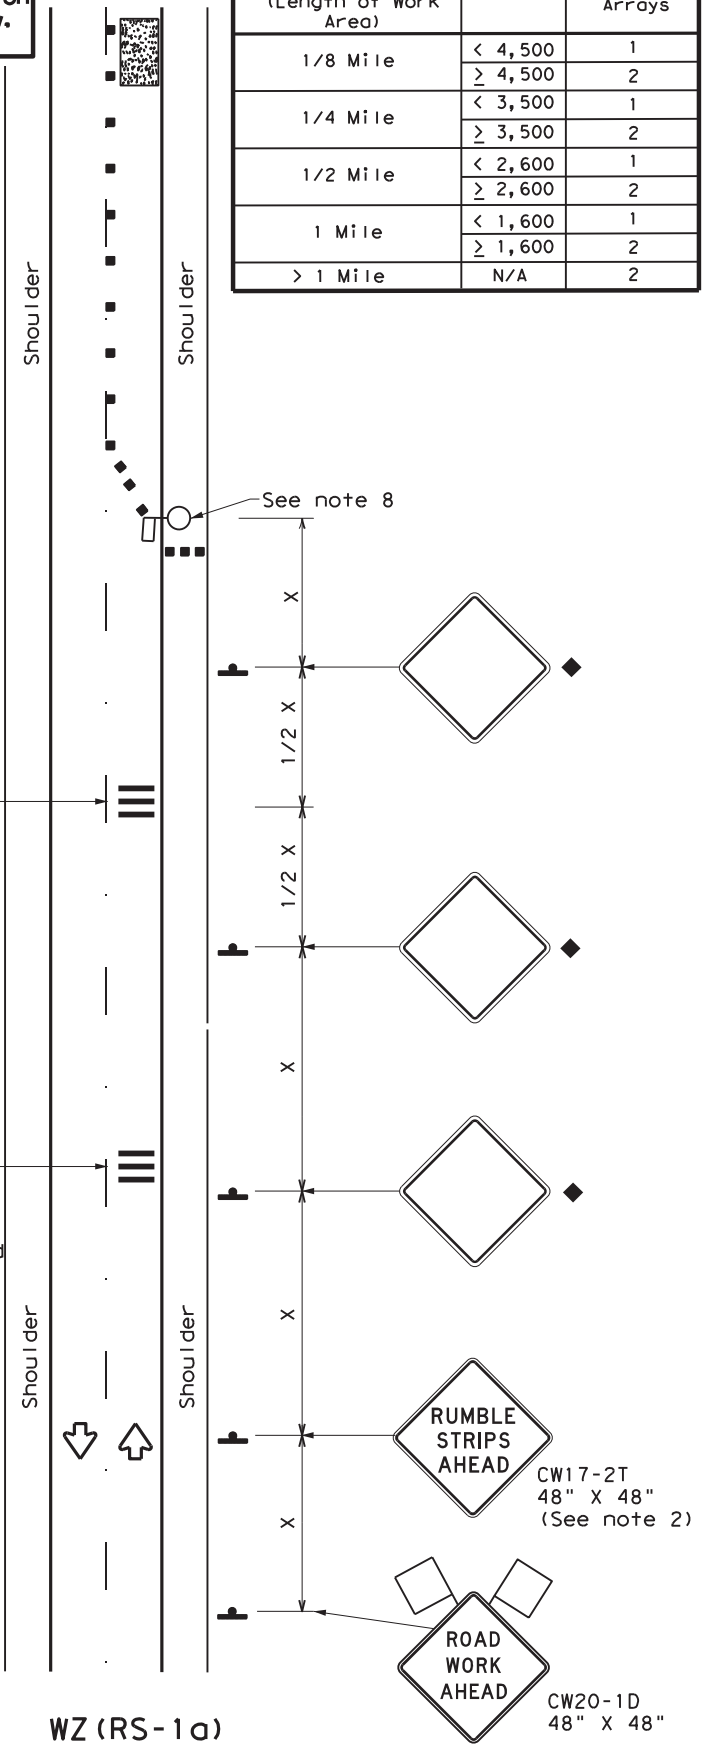 (Length of Work
Area)
Arrays
1/8 Mile
< 4,500
1
≥ 4,500
2
1/4 Mile
< 3,500
1
≥ 3,500
2
1/2 Mile
< 2,600
1
≥ 2,600
2
1 Mile
< 1,600
1
≥ 1,600
2
> 1 Mile
N/A
2
Shoulder
Shoulder
See note 8
X
1/2 X
1/2 X
X
X
Shoulder
Shoulder
RUMBLE
STRIPS
AHEAD
CW17-2T
48" X 48"
(See note 2)
X
ROAD
WORK
AHEAD
CW20-1D
48" X 48"
WZ(RS-1a)